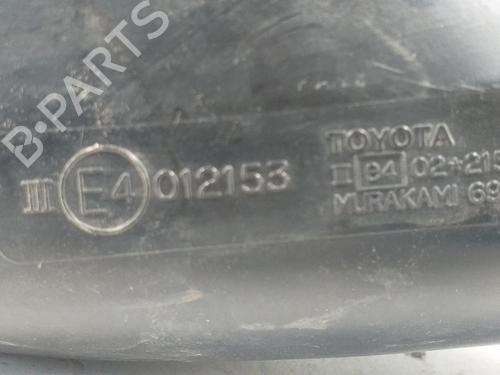 B-PARTS
TOYOTA
III E4 012153
II e4 02*215
MURAKAMI 69